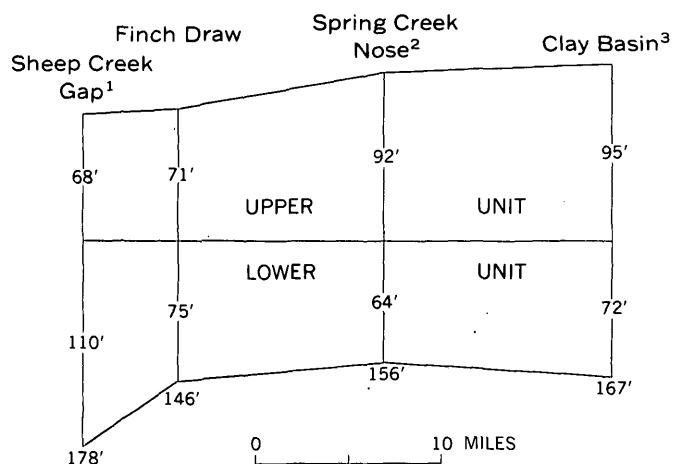 Sheep Creek
Gap¹
Finch Draw
Spring Creek
Nose²
Clay Basin³
68'
71'
92'
95'
UPPER
UNIT
LOWER
UNIT
110'
75'
64'
72'
178'
146'
156'
167'
0
10 MILES